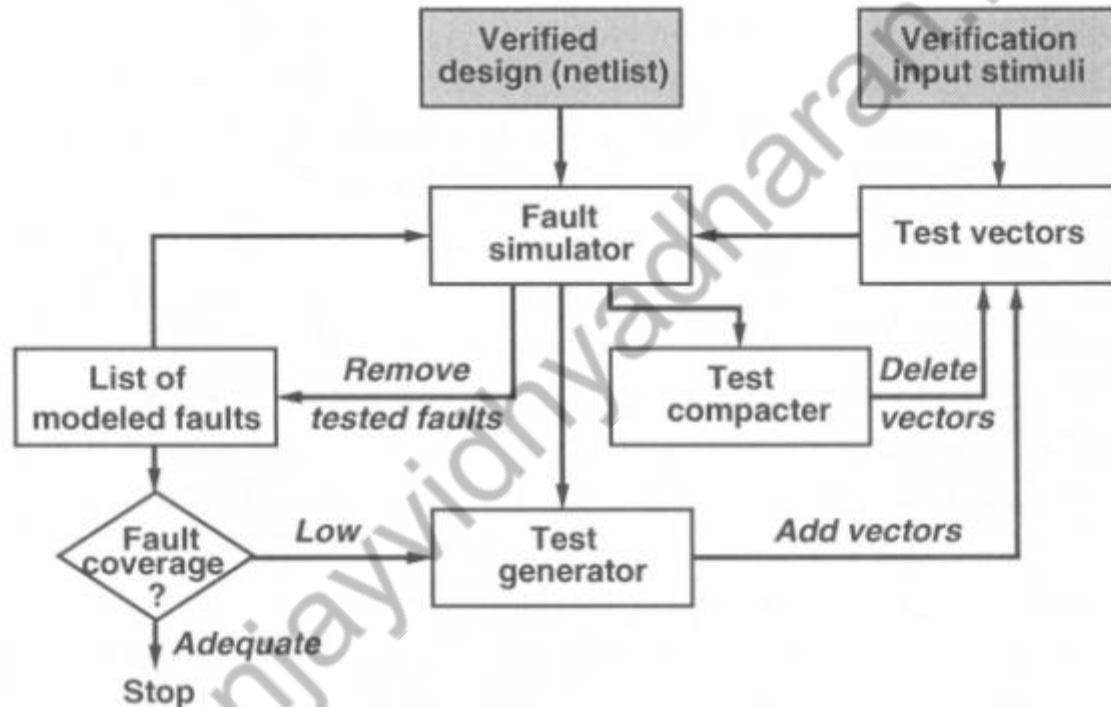 Verified
design (netlist)
Verification
input stimuli
Fault
simulator
Test vectors
List of
modeled faults
Remove
tested faults
Test
compacter
Delete
vectors
Fault
coverage
?
Low
Test
generator
Add vectors
Adequate
Stop